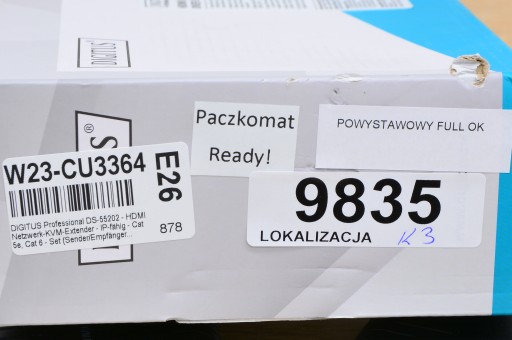 DIGITUS®
Paczkomat
Ready!
POWYSTAWOWY FULL OK
W23-CU3364
E26
DIGITUS Professional DS-55202 - HDMI
Netzwerk-KVM-Extender - IP-fähig - Cat
5e, Cat 6 - Set (Sender/Empfänger...
878
9835
LOKALIZACJA
K3